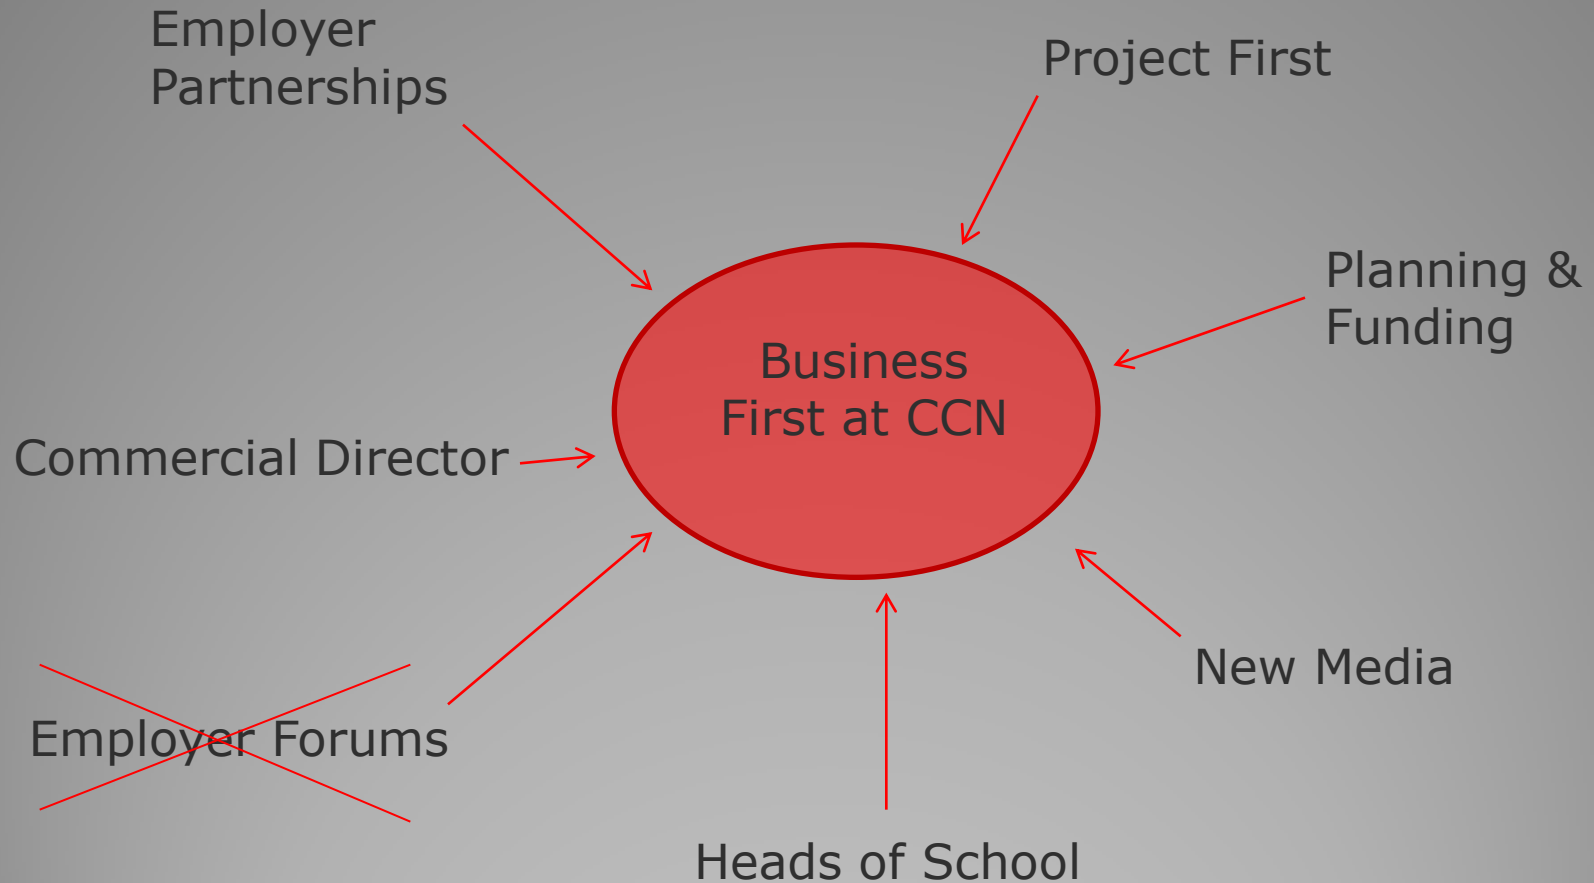 Employer
Partnerships
Project First
Planning &
Funding
Business
First at CCN
Commercial Director
New Media
Employer Forums
Heads of School